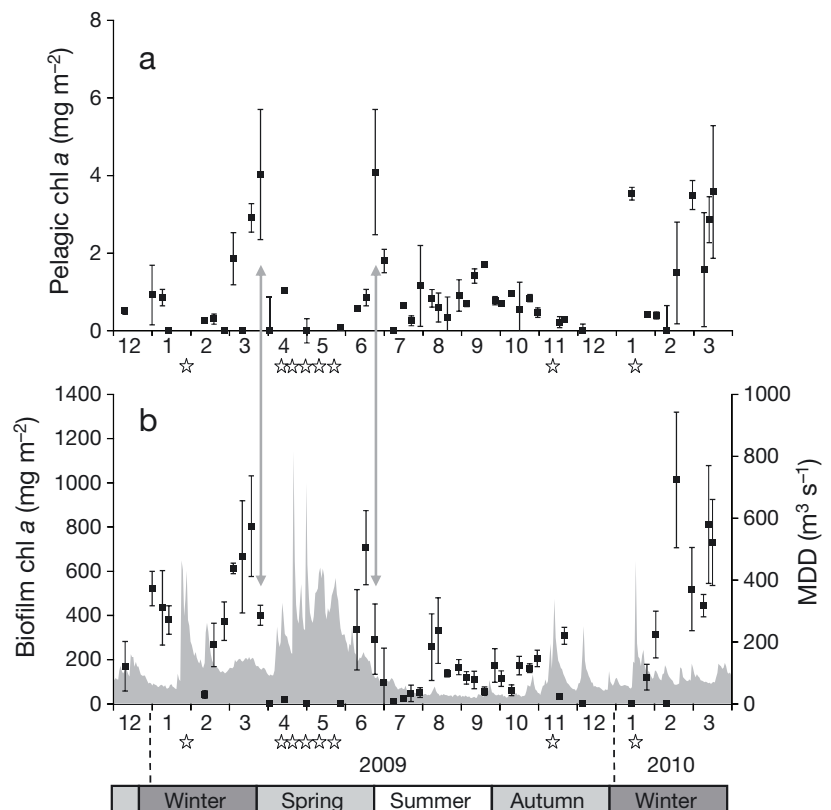 a
Pelagic chl a (mg m⁻²)
8
6
4
2
0
12 1 2 3 4 5 6 7 8 9 10 11 12 1 2 3
b
Biofilm chl a (mg m⁻²)
1400
1200
1000
800
600
400
200
0
MDD (m³ s⁻¹)
1000
800
600
400
200
0
12 1 2 3 4 5 6 7 8 9 10 11 12 1 2 3
2009 2010
Winter Spring Summer Autumn Winter